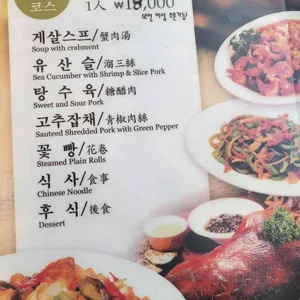 코스
1人 ₩18,000
게살스프/蟹肉湯
Soup with crabment
유산슬/溜三絲
Sea Cucumber with Shrimp & Slice Pork
탕수육/糖醋肉
Sweet and Sour Pork
고추잡채/青椒肉絲
Sauteed Shredded Pork with Green Pepper
꽃빵/花卷
Steamed Plain Rolls
식사/食事
Chinese Noodle
후식/後食
Dessert